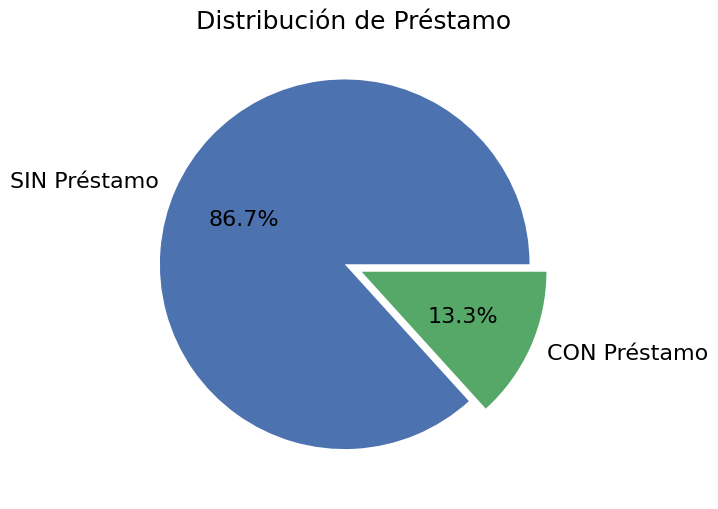 Distribución de Préstamo
SIN Préstamo
86.7%
13.3%
CON Préstamo